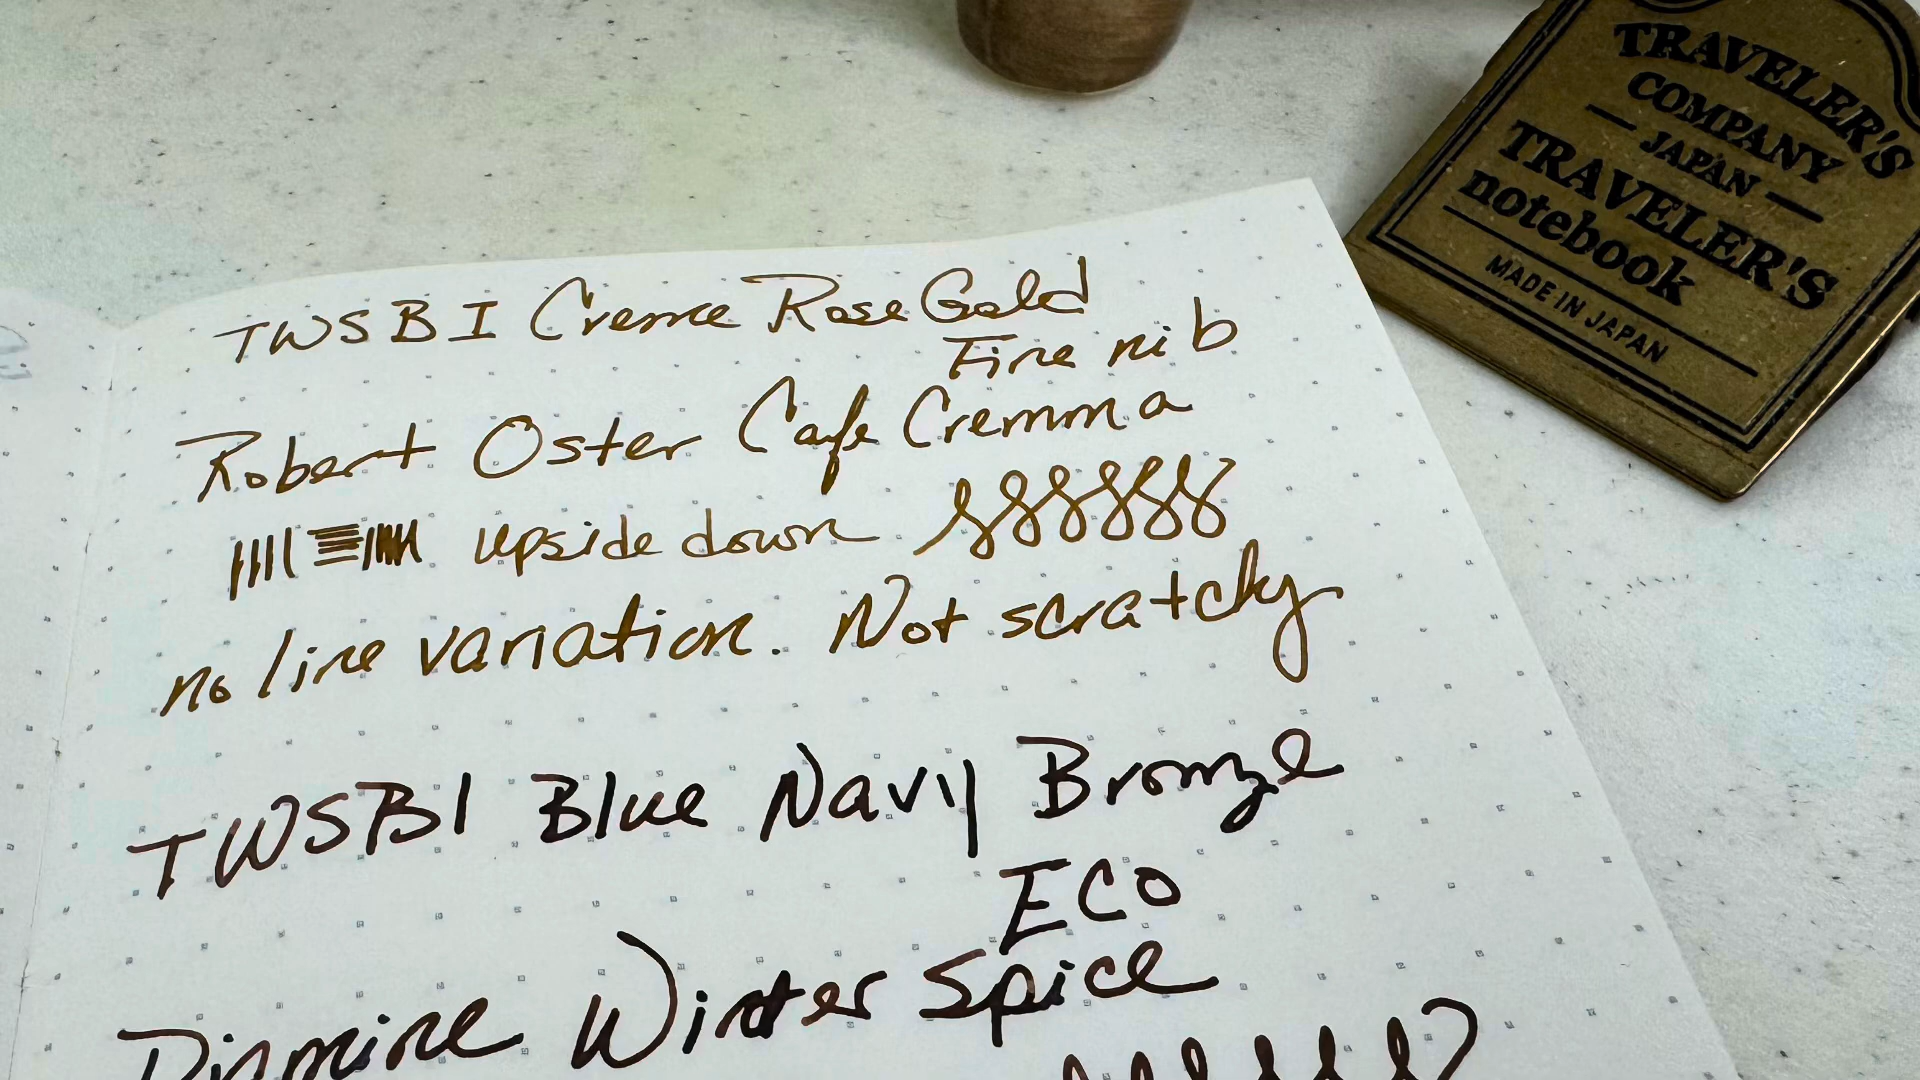 TRAVELER'S
COMPANY
— JAPAN —
TRAVELER'S
notebook
MADE IN JAPAN
TWSBI Creme Rose Gold
Fine nib
Robert Oster Cafe Cremma
upside down
no line variation. Not scratchy
TWSBI Blue Navy Bronze
ECO
Diamine Winter Spice